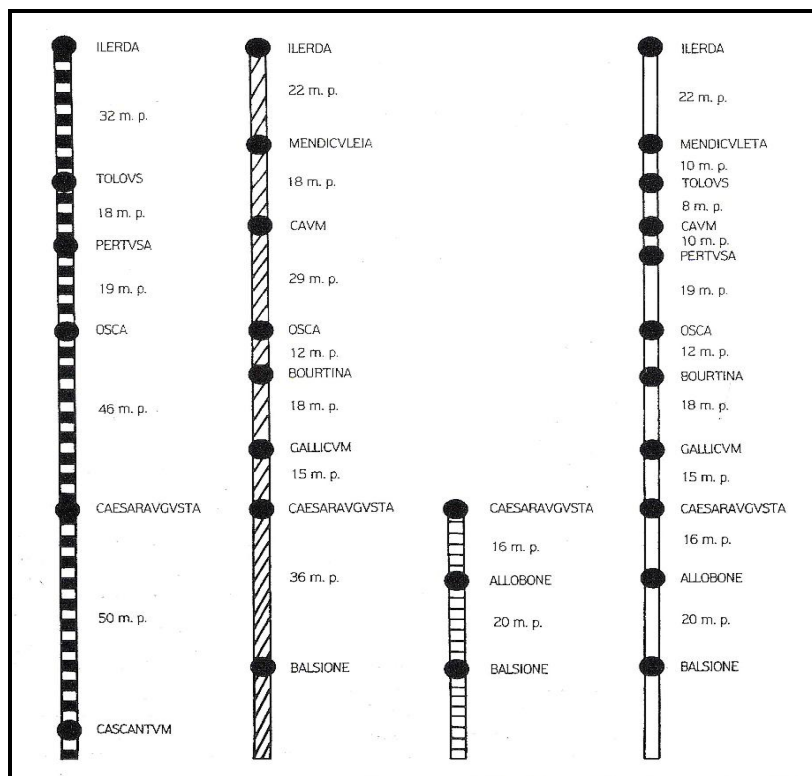 ILERDA
32 m. p.
TOLOVS
18 m. p.
PERTVSA
19 m. p.
OSCA
46 m. p.
CAESARAVGVSTA
50 m. p.
CASCANTVM
ILERDA
22 m. p.
MENDICVLEIA
18 m. p.
CAVM
29 m. p.
OSCA
12 m. p.
BOURTINA
18 m. p.
GALLICVM
15 m. p.
CAESARAVGVSTA
36 m. p.
BALSIONE
CAESARAVGVSTA
16 m. p.
ALLOBONE
20 m. p.
BALSIONE
ILERDA
22 m. p.
MENDICVLETA
10 m. p.
TOLOVS
8 m. p.
CAVM
10 m. p.
PERTVSA
19 m. p.
OSCA
12 m. p.
BOURTINA
18 m. p.
GALLICVM
15 m. p.
CAESARAVGVSTA
16 m. p.
ALLOBONE
20 m. p.
BALSIONE